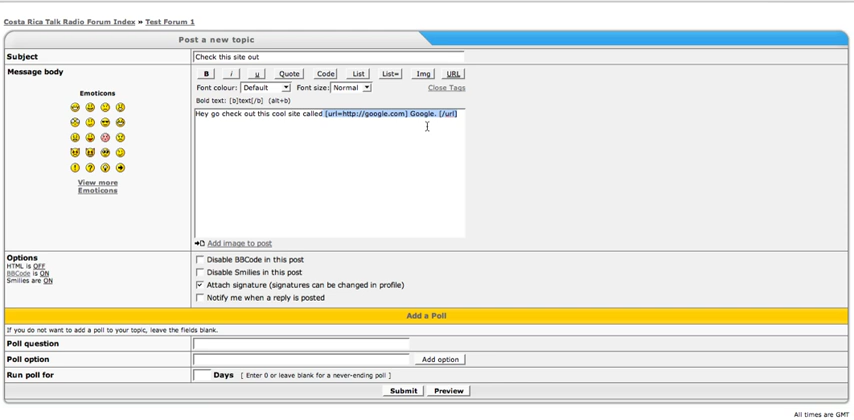 Costa Rica Talk Radio Forum Index » Test Forum 1
Post a new topic
Subject Check this site out
Message body B i u Quote Code List List= Img URL
Font colour: Default Font size: Normal Close Tags
Emoticons Bold text: [b]text[/b] (alt+b)
Hey go check out this cool site called [url=http://google.com] Google. [/url]
View more
Emoticons
Add image to post
Options
HTML is OFF
BBCode is ON
Smilies are ON
Disable BBCode in this post
Disable Smilies in this post
Attach signature (signatures can be changed in profile)
Notify me when a reply is posted
Add a Poll
If you do not want to add a poll to your topic, leave the fields blank.
Poll question
Poll option Add option
Run poll for Days [ Enter 0 or leave blank for a never-ending poll ]
Submit Preview
All times are GMT